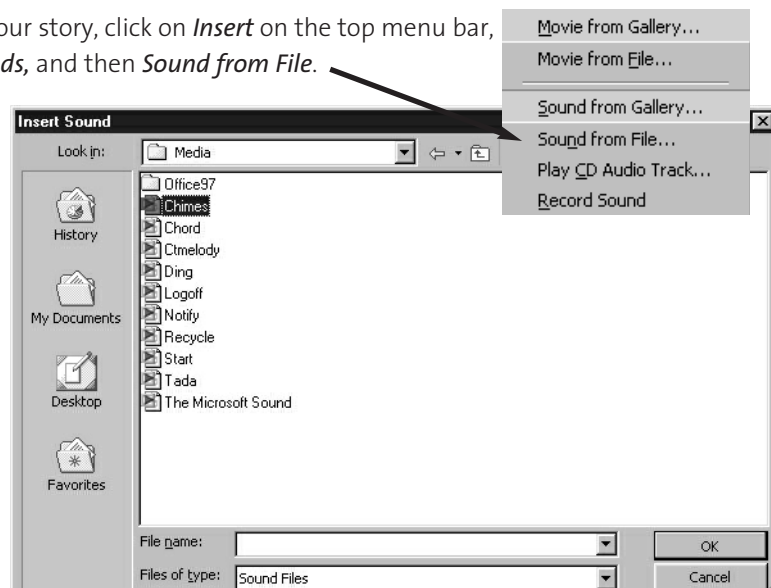 our story, click on Insert on the top menu bar,
ds, and then Sound from File.
Movie from Gallery...
Movie from File...
Sound from Gallery...
Sound from File...
Play CD Audio Track...
Record Sound
Insert Sound
Look in:
Media
History
My Documents
Desktop
Favorites
Office97
Chimes
Chord
Ctmelody
Ding
Logoff
Notify
Recycle
Start
Tada
The Microsoft Sound
File name:
OK
Files of type:
Sound Files
Cancel